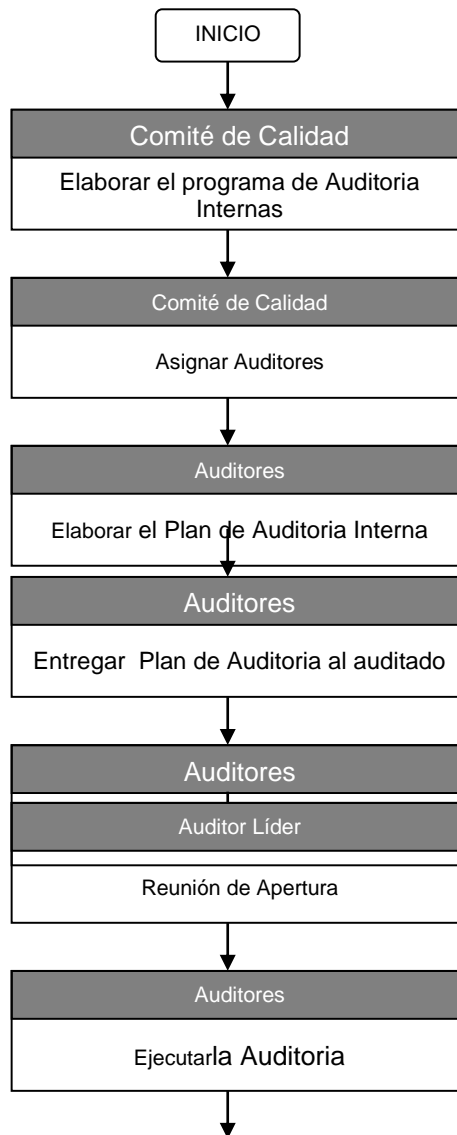 INICIO
Comité de Calidad
Elaborar el programa de Auditoria
Internas
Comité de Calidad
Asignar Auditores
Auditores
Elaborar el Plan de Auditoria Interna
Auditores
Entregar Plan de Auditoria al auditado
Auditores
Auditor Líder
Reunión de Apertura
Auditores
Ejecutarla Auditoria